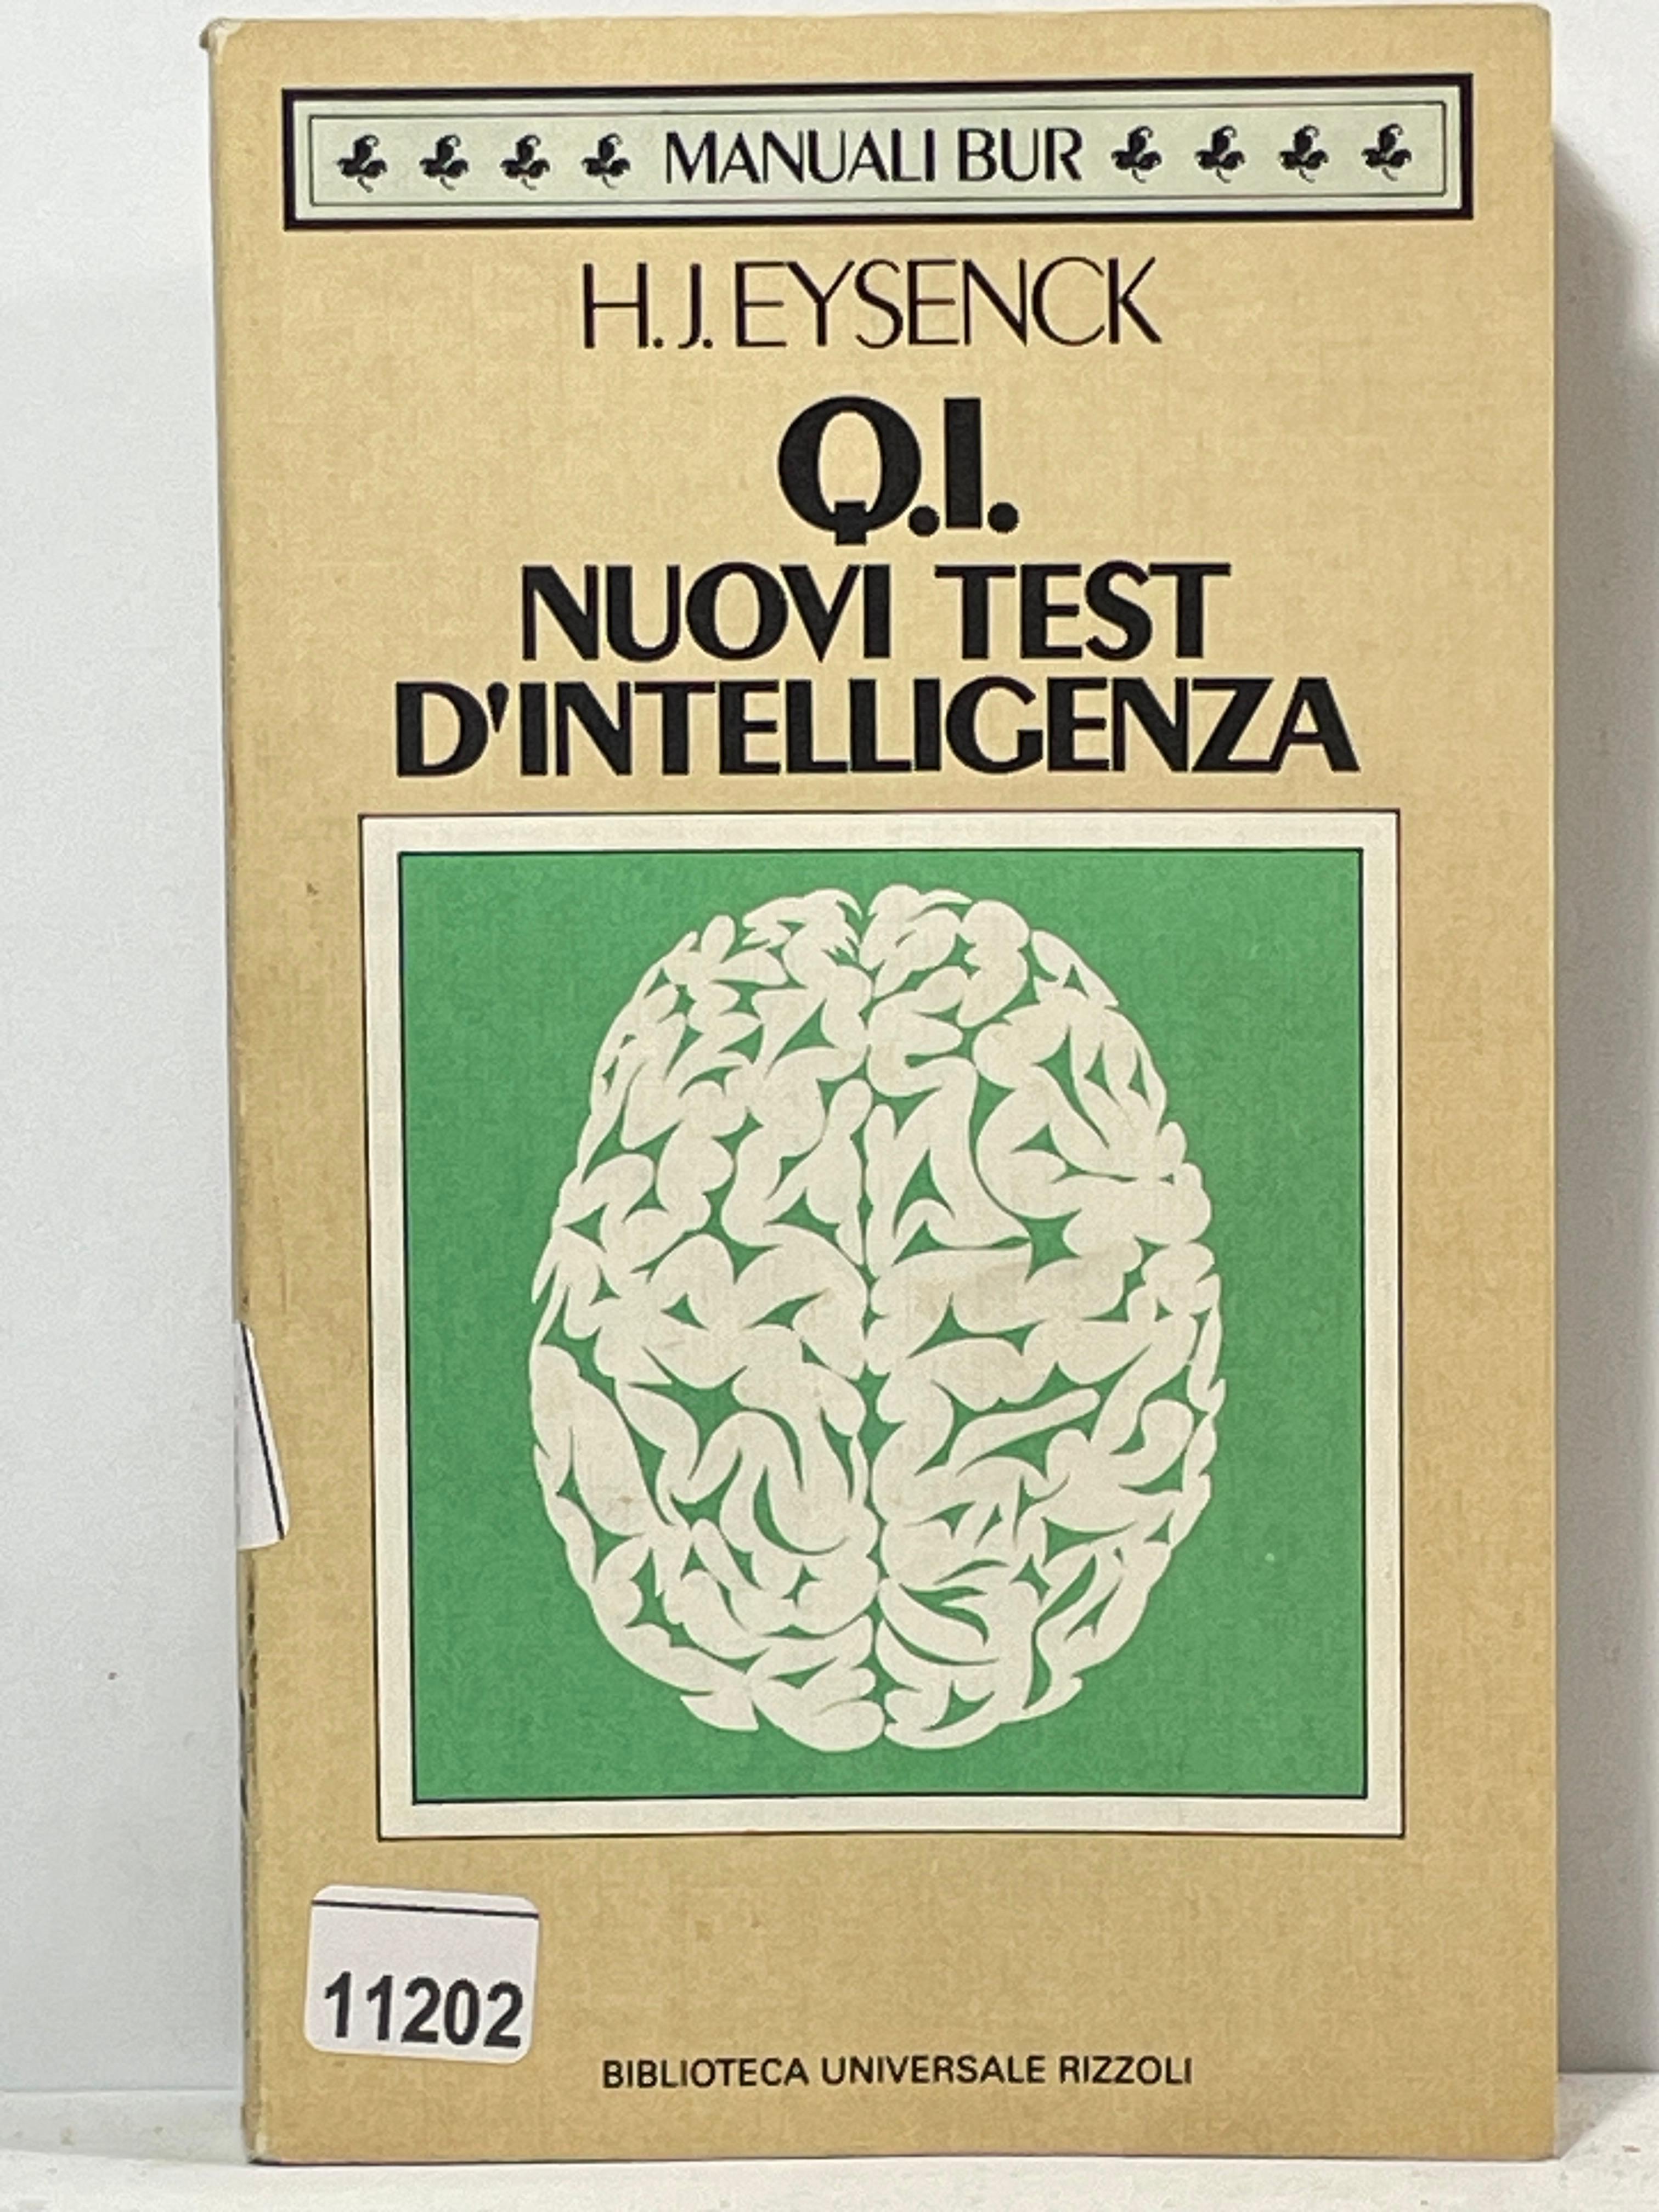 MANUALI BUR
H.J. EYSENCK
Q.I.
NUOVI TEST
D'INTELLIGENZA
11202
BIBLIOTECA UNIVERSALE RIZZOLI